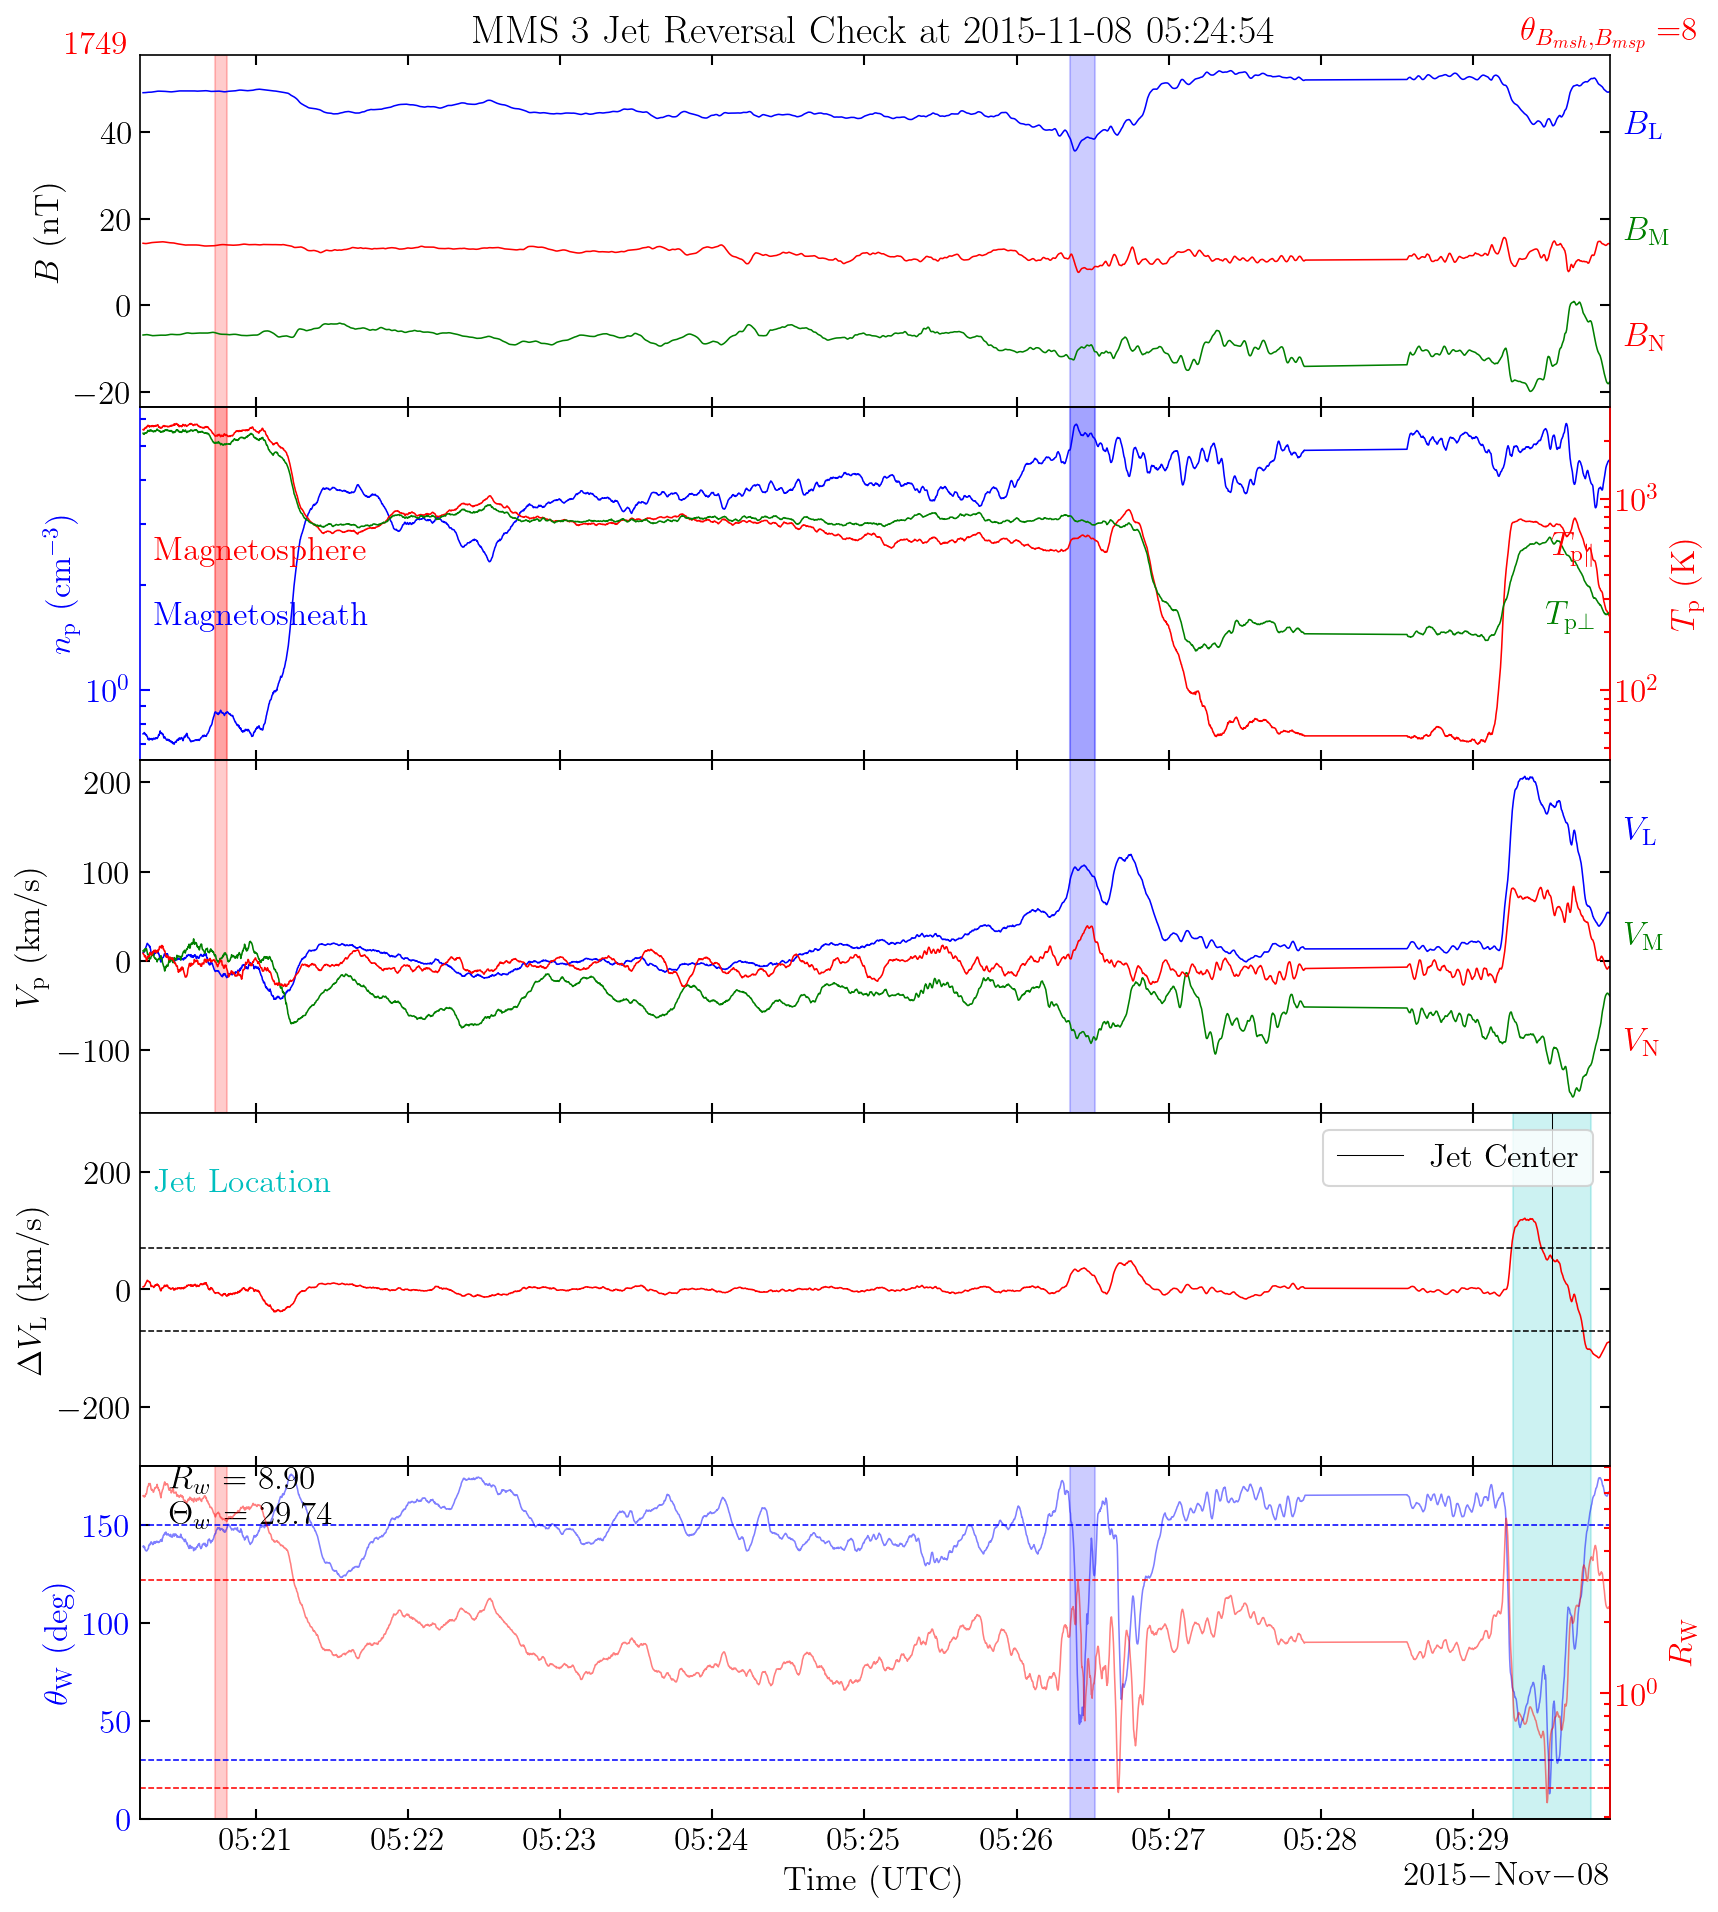 MMS 3 Jet Reversal Check at 2015-11-08 05:24:54
1749
θ_{B_{msh},B_{msp}} =8
40
20
0
−20
B (nT)
B_L
B_M
B_N
10^0
n_p (cm^{−3})
Magnetosphere
Magnetosheath
T_{p∥}
T_{p⊥}
10^3
10^2
T_p (K)
200
100
0
−100
V_p (km/s)
V_L
V_M
V_N
200
0
−200
ΔV_L (km/s)
Jet Location
Jet Center
R_w = 8.90
Θ_w = 29.74
150
100
50
0
θ_W (deg)
10^0
R_W
05:21 05:22 05:23 05:24 05:25 05:26 05:27 05:28 05:29
2015−Nov−08
Time (UTC)